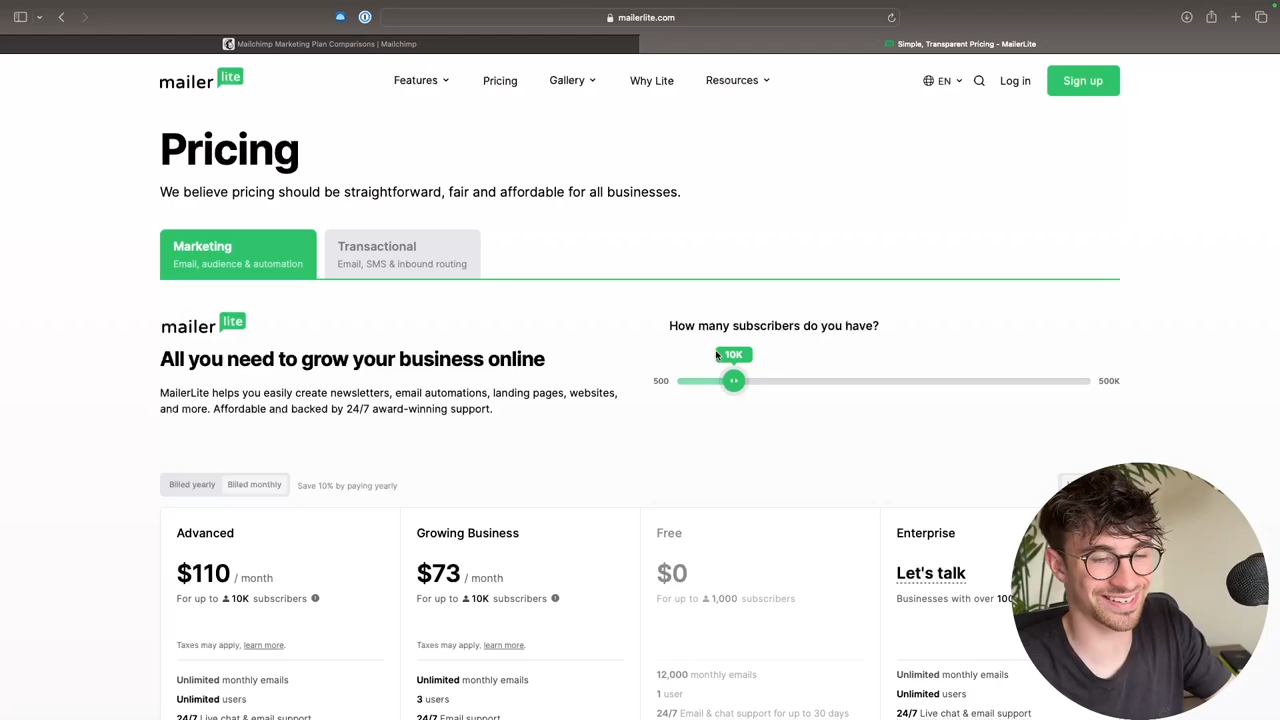 mailerlite.com
Mailchimp Marketing Plan Comparisons | Mailchimp
Simple, Transparent Pricing - MailerLite
mailer lite
Features
Pricing
Gallery
Why Lite
Resources
EN
Log in
Sign up
Pricing
We believe pricing should be straightforward, fair and affordable for all businesses.
Marketing
Email, audience & automation
Transactional
Email, SMS & inbound routing
mailer lite
How many subscribers do you have?
10K
500
500K
All you need to grow your business online
MailerLite helps you easily create newsletters, email automations, landing pages, websites,
and more. Affordable and backed by 24/7 award-winning support.
Billed yearly
Billed monthly
Save 10% by paying yearly
Advanced
$110 / month
For up to 10K subscribers
Taxes may apply, learn more.
Unlimited monthly emails
Unlimited users
24/7 Live chat & email support
Growing Business
$73 / month
For up to 10K subscribers
Taxes may apply, learn more.
Unlimited monthly emails
3 users
24/7 Email support
Free
$0
For up to 1,000 subscribers
12,000 monthly emails
1 user
24/7 Email & chat support for up to 30 days
Enterprise
Let's talk
Businesses with over
Unlimited monthly emails
Unlimited users
24/7 Live chat & email support